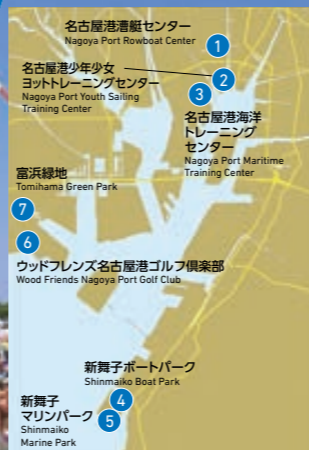 名古屋港漕艇センター
Nagoya Port Rowboat Center
1
名古屋港少年少女
ヨットトレーニングセンター
Nagoya Port Youth Sailing
Training Center
2
3
名古屋港海洋
トレーニング
センター
Nagoya Port Maritime
Training Center
富浜緑地
Tomihama Green Park
7
6
ウッドフレンズ名古屋港ゴルフ倶楽部
Wood Friends Nagoya Port Golf Club
新舞子ボートパーク
Shinmaiko Boat Park
4
新舞子
マリンパーク
Shinmaiko
Marine Park
5